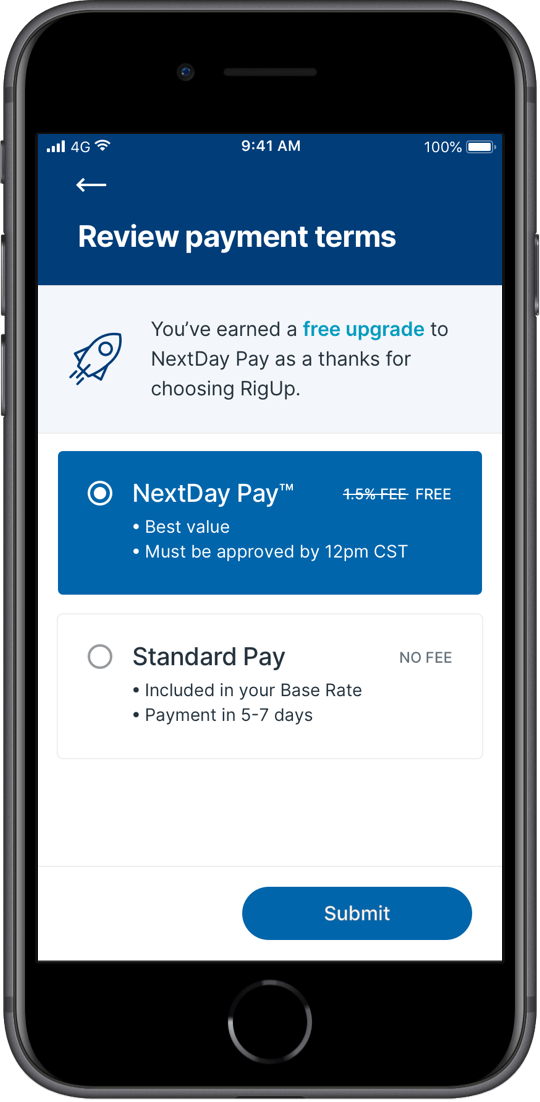 4G 9:41 AM 100%
Review payment terms
You’ve earned a free upgrade to
NextDay Pay as a thanks for
choosing RigUp.
NextDay Pay™ 1.5% FEE FREE
• Best value
• Must be approved by 12pm CST
Standard Pay NO FEE
• Included in your Base Rate
• Payment in 5-7 days
Submit